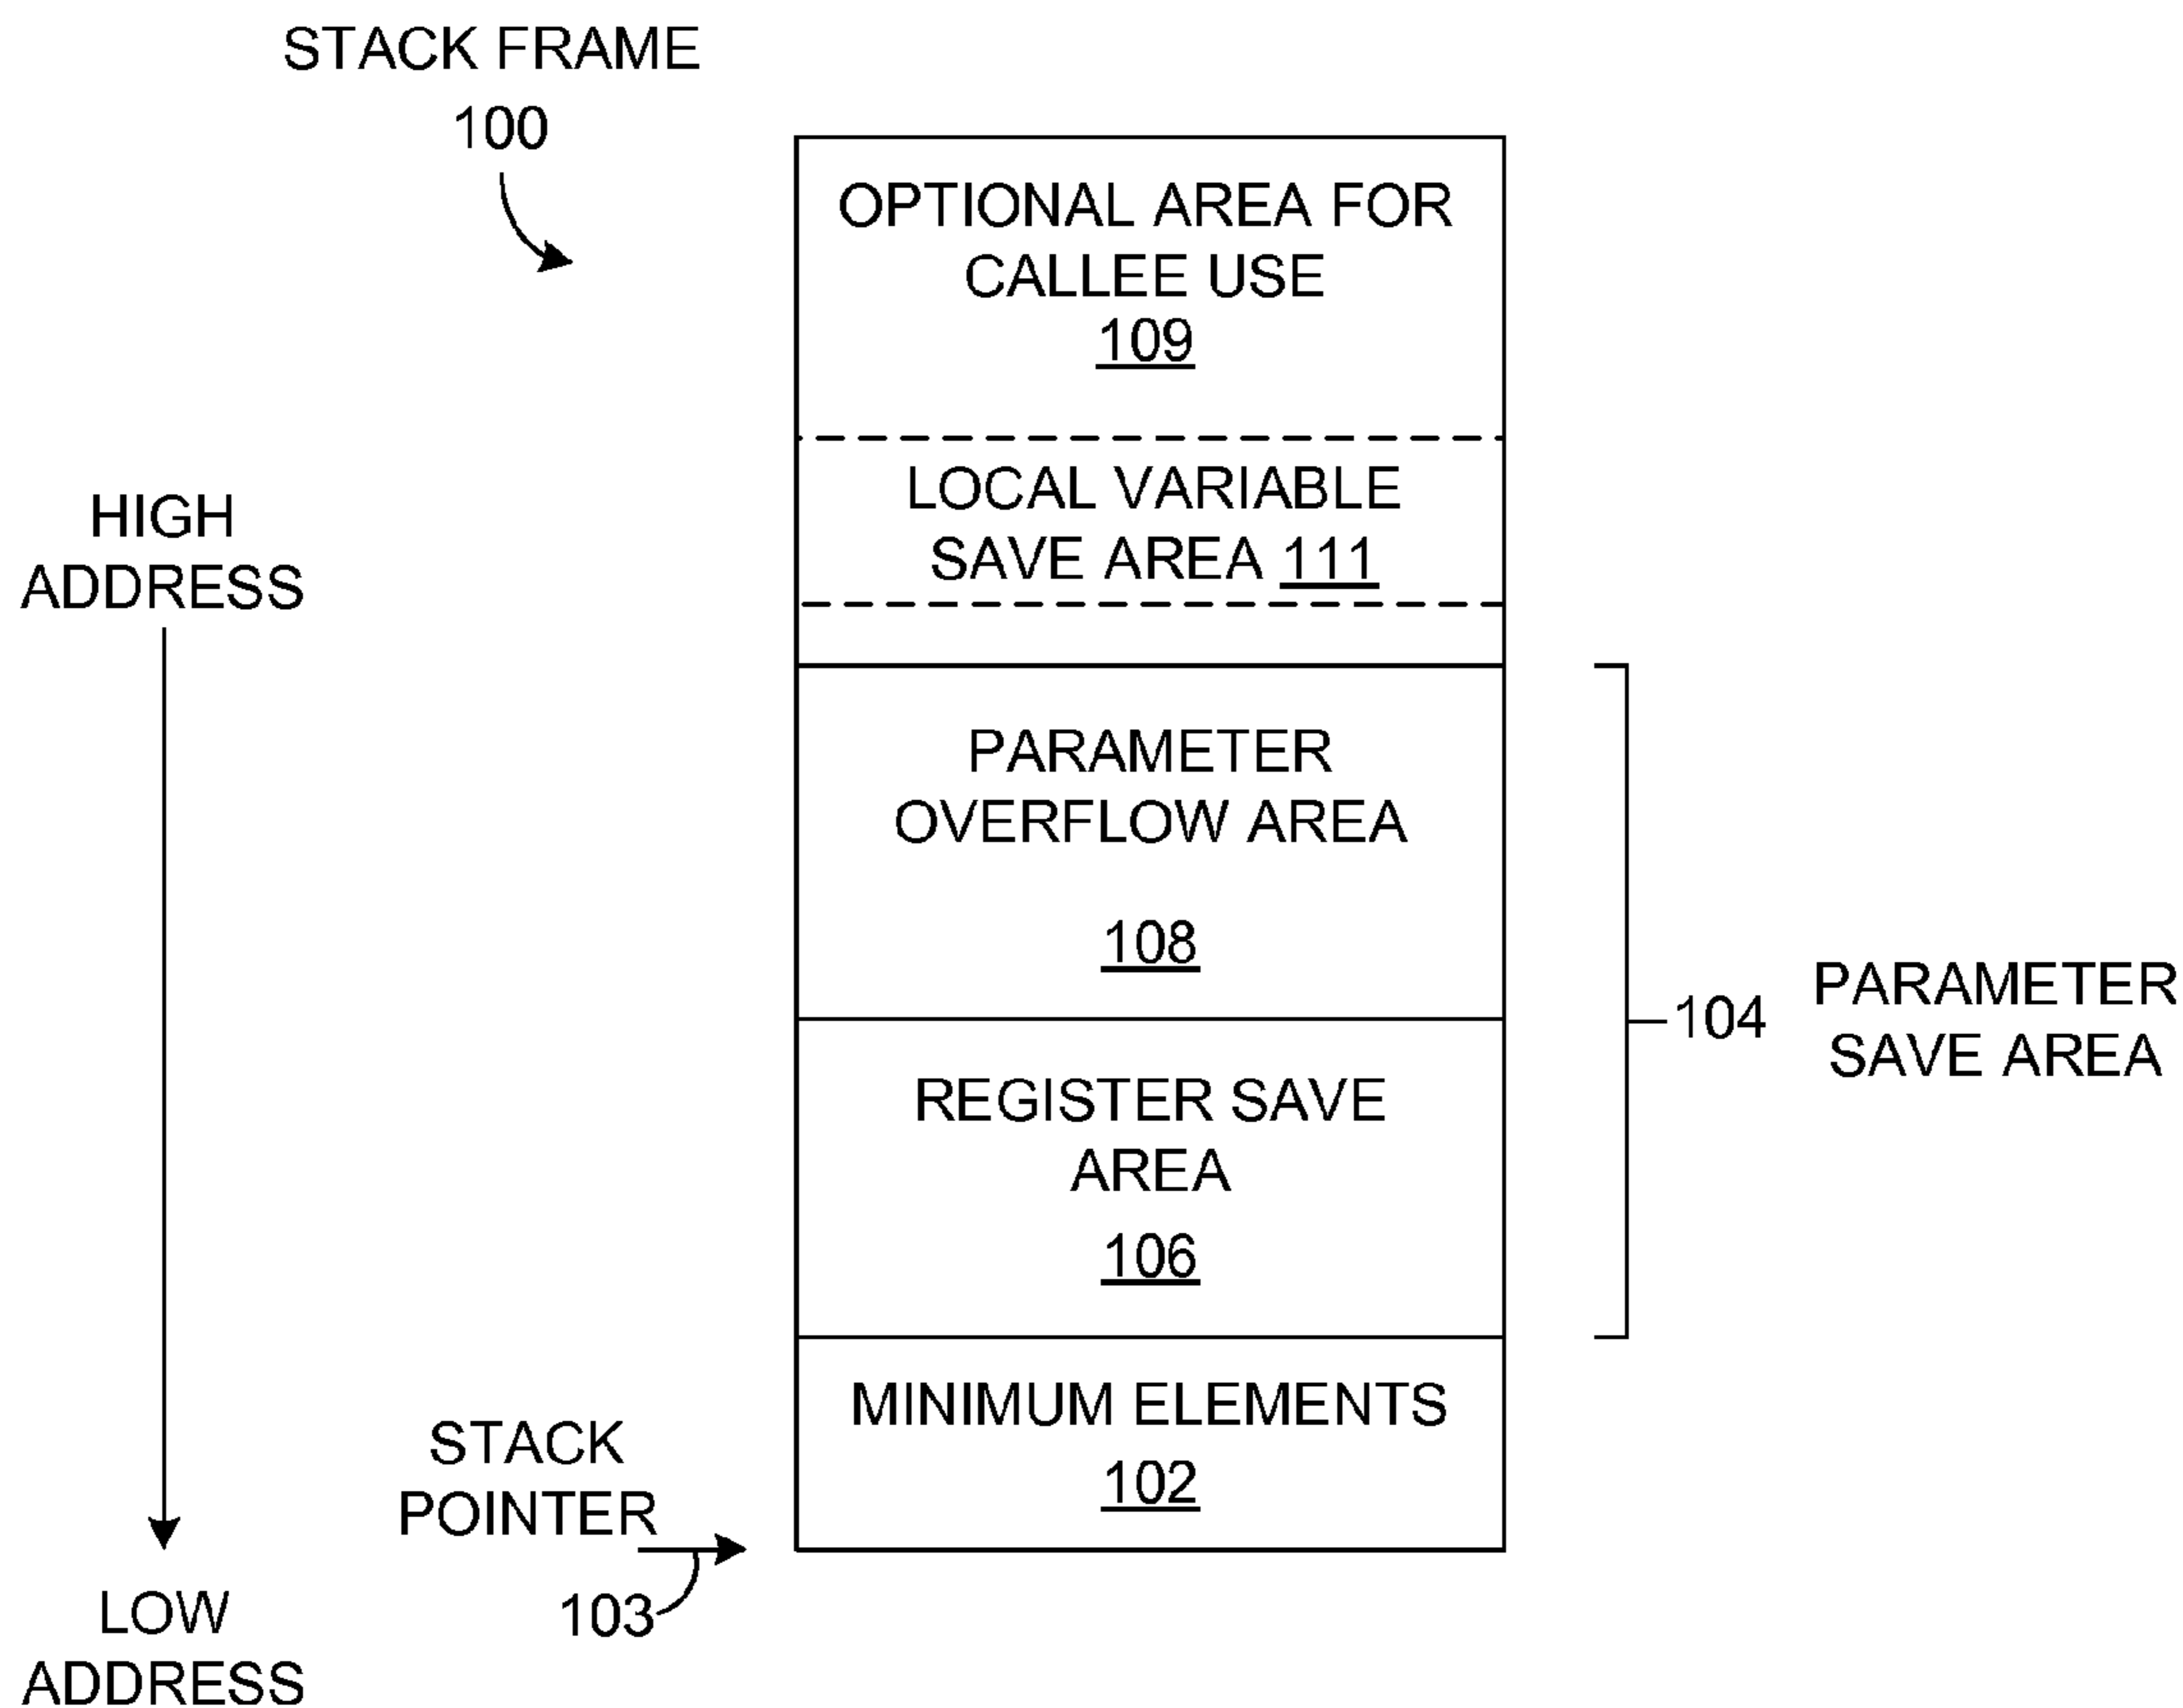 STACK FRAME
100
OPTIONAL AREA FOR
CALLEE USE
109
LOCAL VARIABLE
SAVE AREA 111
HIGH
ADDRESS
PARAMETER
OVERFLOW AREA
108
104
PARAMETER
SAVE AREA
REGISTER SAVE
AREA
106
MINIMUM ELEMENTS
102
STACK
POINTER
103
LOW
ADDRESS